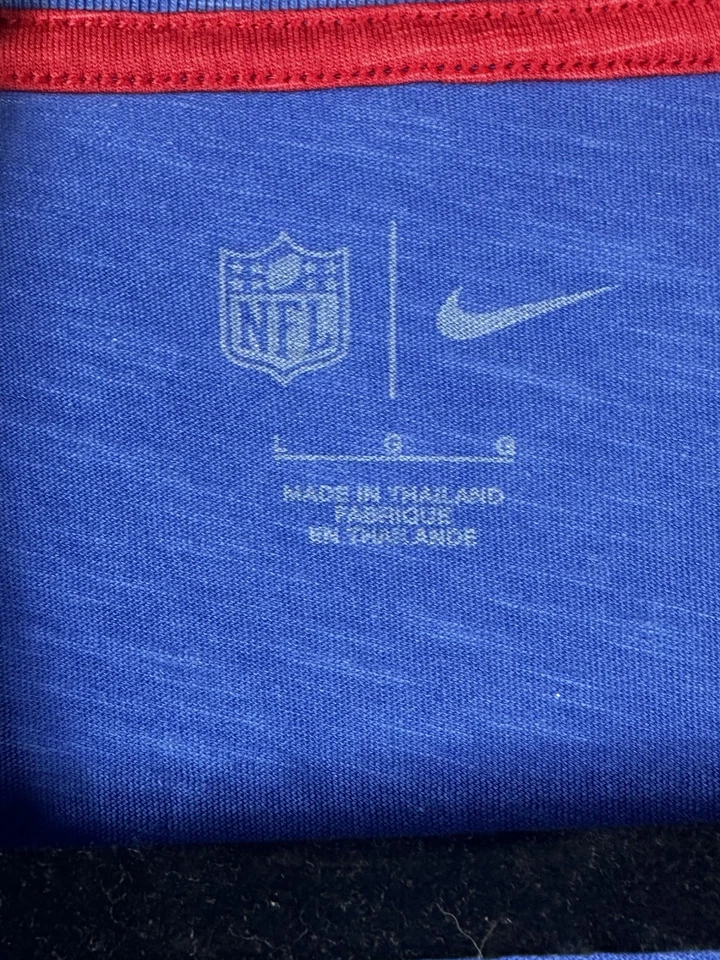 NFL
L G G
MADE IN THAILAND
FABRIQUE
EN THAILANDE